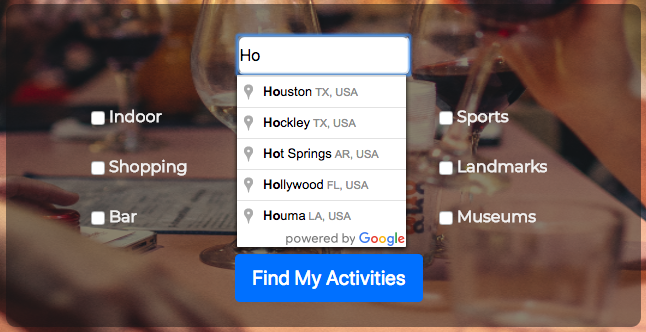 Ho
Houston TX, USA
Hockley TX, USA
Hot Springs AR, USA
Hollywood FL, USA
Houma LA, USA
powered by Google
Indoor
Shopping
Bar
Sports
Landmarks
Museums
Find My Activities